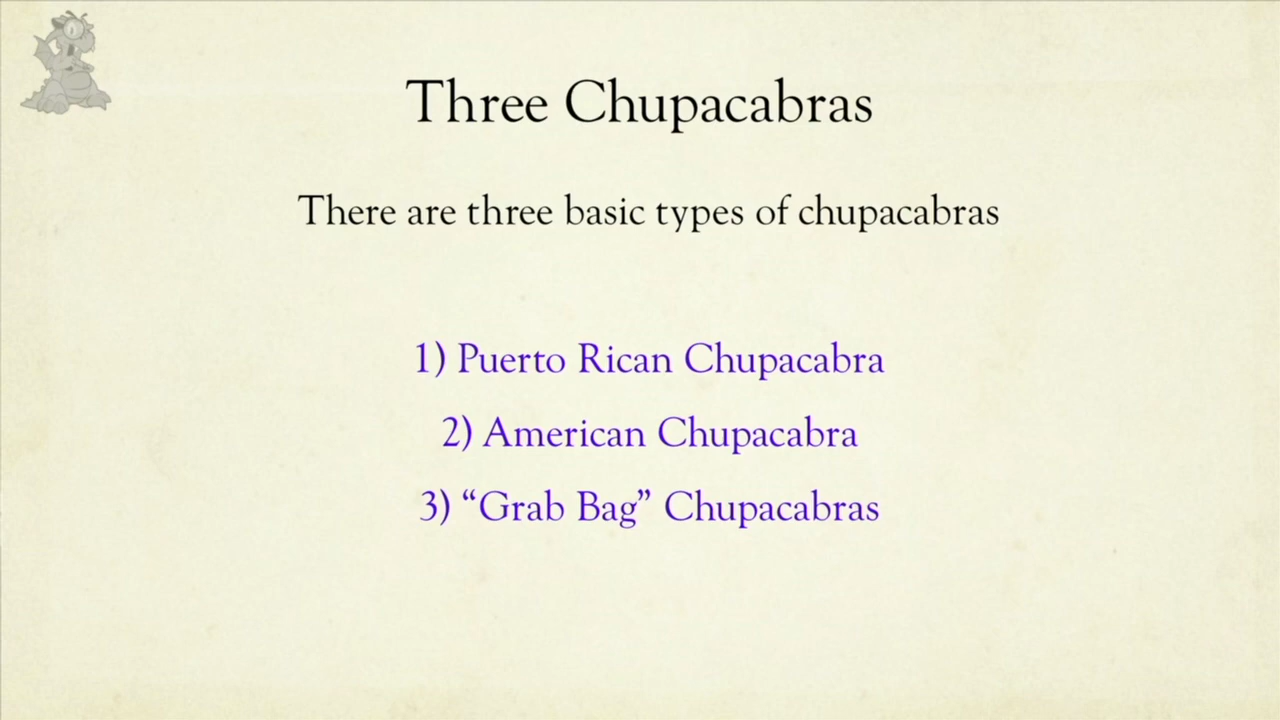 Three Chupacabras
There are three basic types of chupacabras
1) Puerto Rican Chupacabra
2) American Chupacabra
3) “Grab Bag” Chupacabras